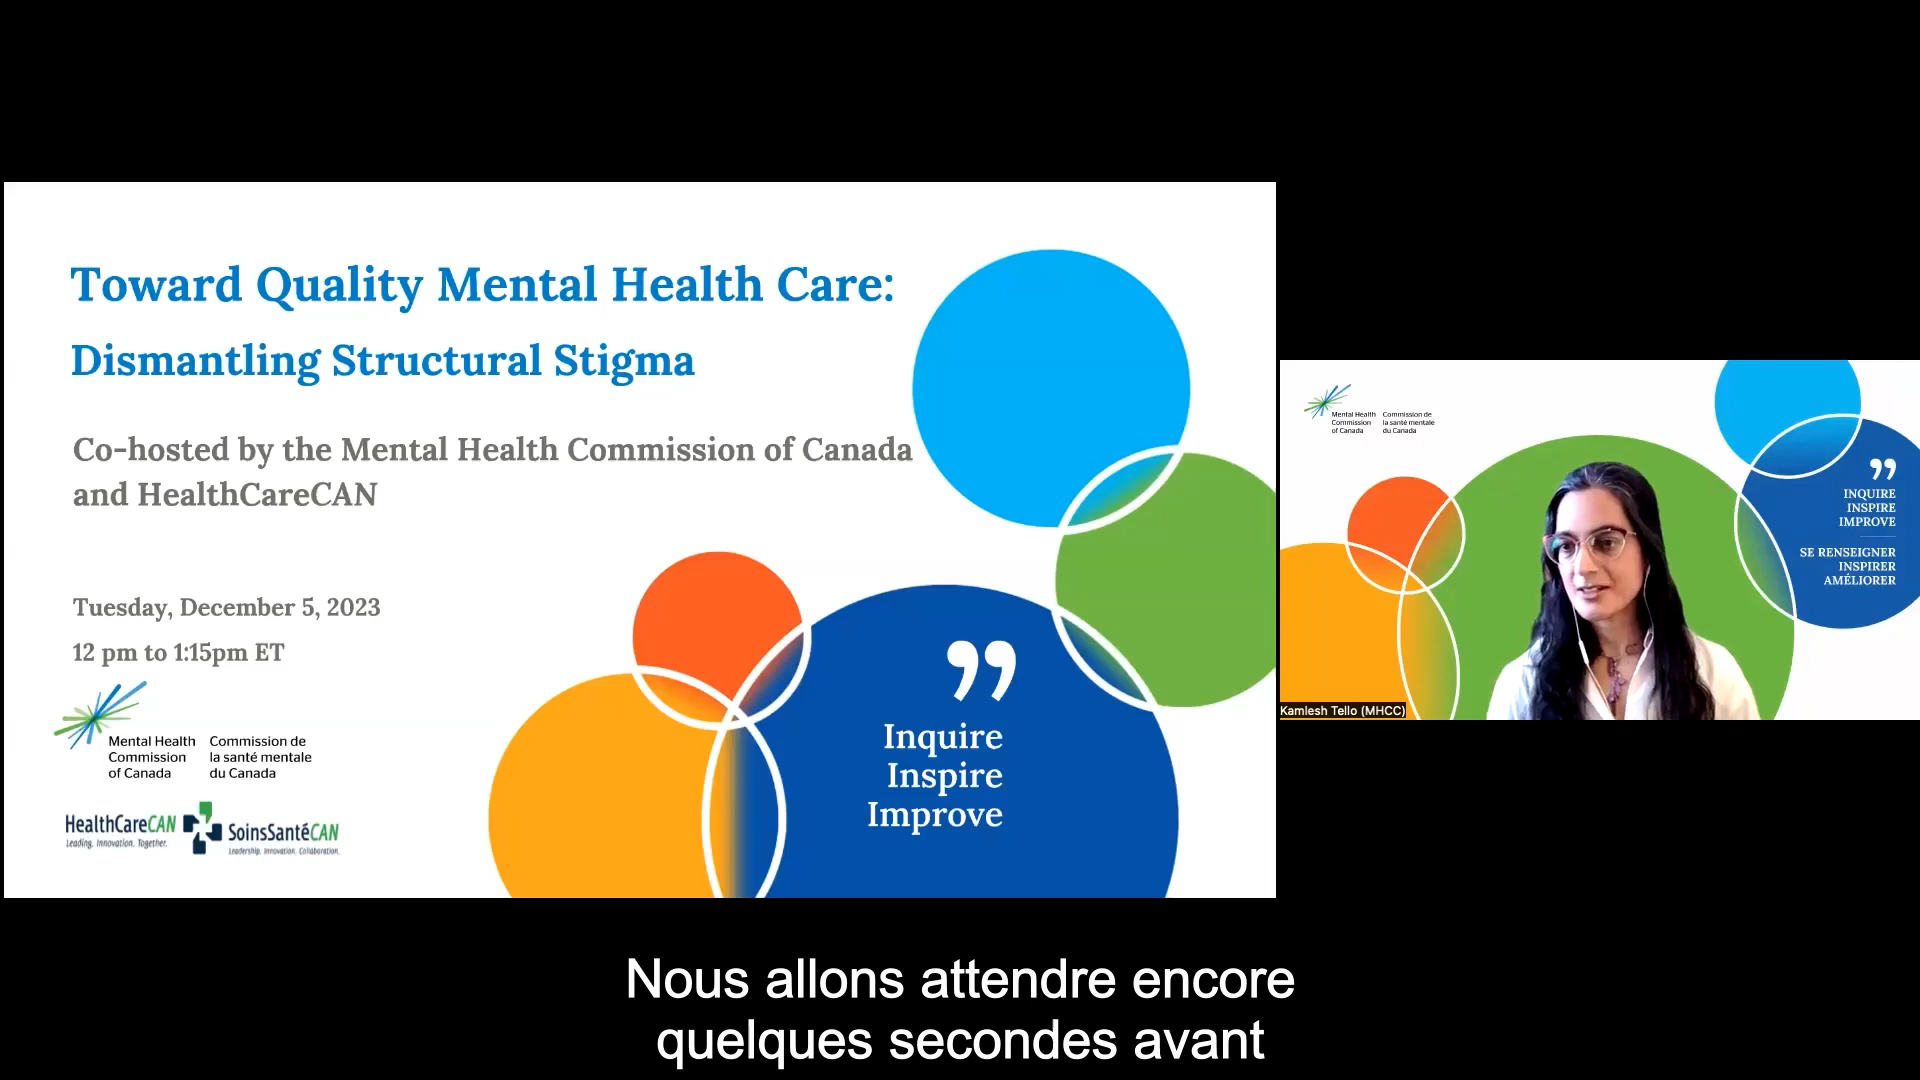 Toward Quality Mental Health Care:
Dismantling Structural Stigma
Co-hosted by the Mental Health Commission of Canada
and HealthCareCAN
Tuesday, December 5, 2023
12 pm to 1:15pm ET
Mental Health Commission of Canada
Commission de la santé mentale du Canada
HealthCareCAN
Leading. Innovation. Together.
SoinsSantéCAN
Leadership. Innovation. Collaboration.
”
Inquire
Inspire
Improve
Mental Health Commission of Canada
Commission de la santé mentale du Canada
”
INQUIRE
INSPIRE
IMPROVE
SE RENSEIGNER
INSPIRER
AMÉLIORER
Kamlesh Tello (MHCC)
Nous allons attendre encore
quelques secondes avant